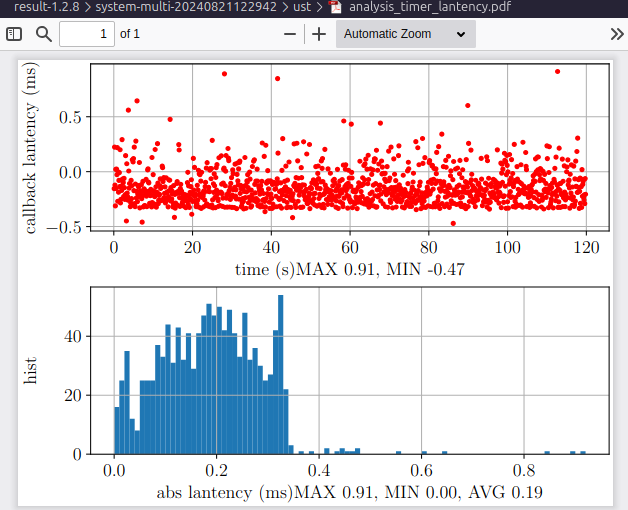 result-1.2.8 > system-multi-20240821122942 > ust > analysis_timer_lantency.pdf
1 of 1 Automatic Zoom
callback lantency (ms)
0.5
0.0
−0.5
0 20 40 60 80 100 120
time (s)MAX 0.91, MIN -0.47
hist
40
20
0
0.0 0.2 0.4 0.6 0.8
abs lantency (ms)MAX 0.91, MIN 0.00, AVG 0.19